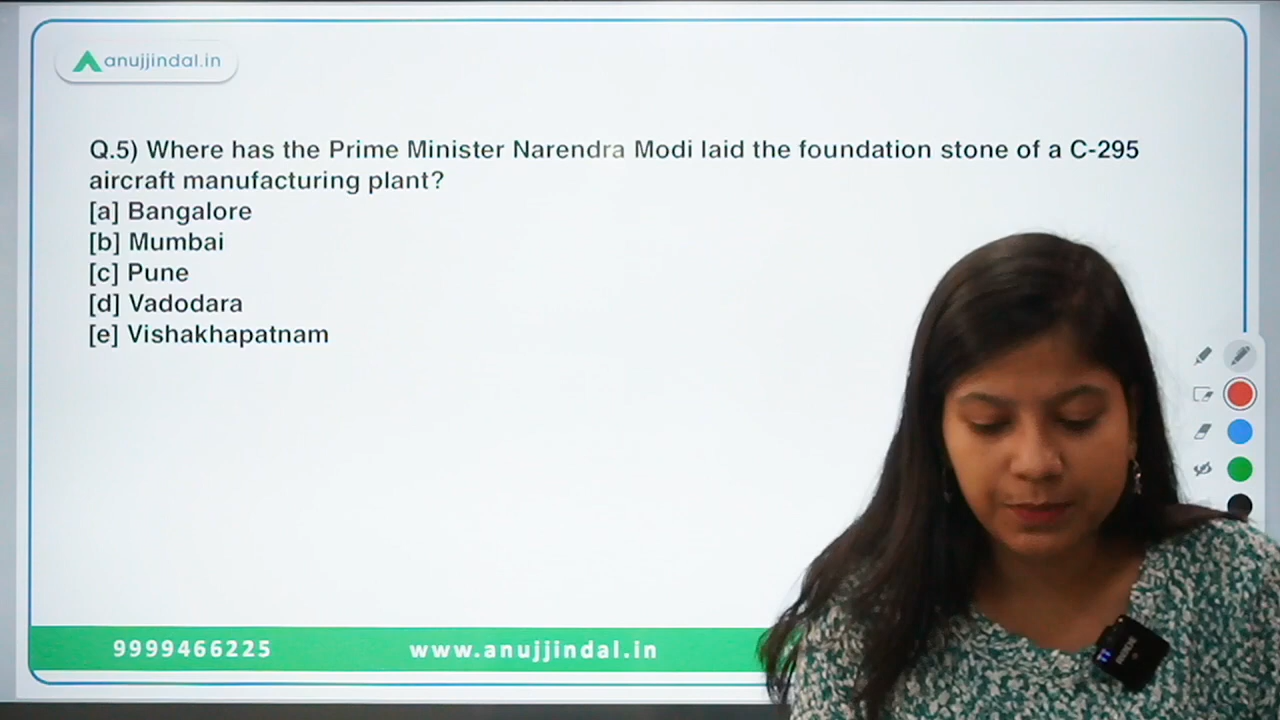 anujjindal.in
Q.5) Where has the Prime Minister Narendra Modi laid the foundation stone of a C-295
aircraft manufacturing plant?
[a] Bangalore
[b] Mumbai
[c] Pune
[d] Vadodara
[e] Vishakhapatnam
9999466225 www.anujjindal.in